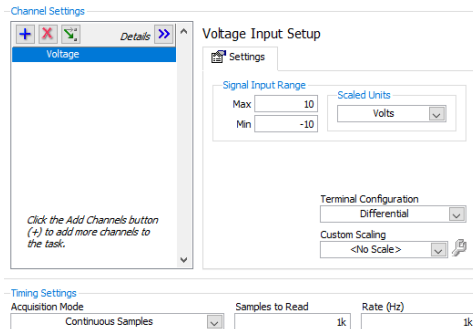 Channel Settings
Details
Voltage
Click the Add Channels button
(+) to add more channels to
the task.
Voltage Input Setup
Settings
Signal Input Range
Max 10
Min -10
Scaled Units
Volts
Terminal Configuration
Differential
Custom Scaling
<No Scale>
Timing Settings
Acquisition Mode
Continuous Samples
Samples to Read
1k
Rate (Hz)
1k